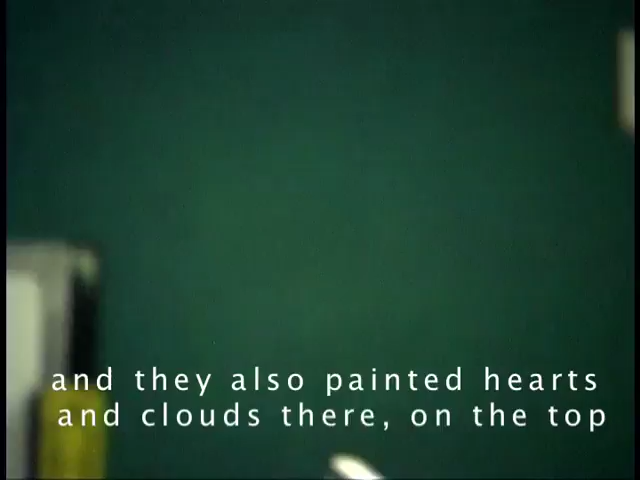 and they also painted hearts
and clouds there, on the top